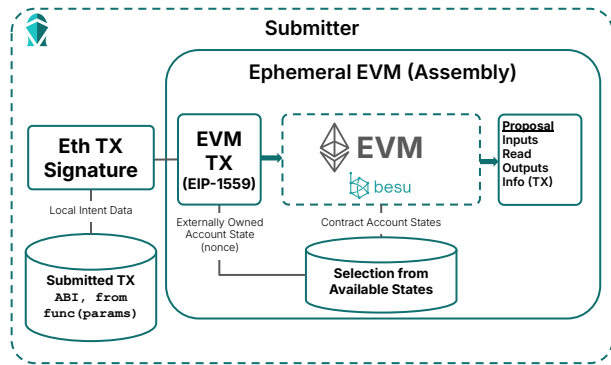 Submitter
Ephemeral EVM (Assembly)
Eth TX
Signature
EVM
TX
(EIP-1559)
EVM
besu
Proposal
Inputs
Read
Outputs
Info (TX)
Local Intent Data
Externally Owned
Account State
(nonce)
Contract Account States
Submitted TX
ABI, from
func(params)
Selection from
Available States